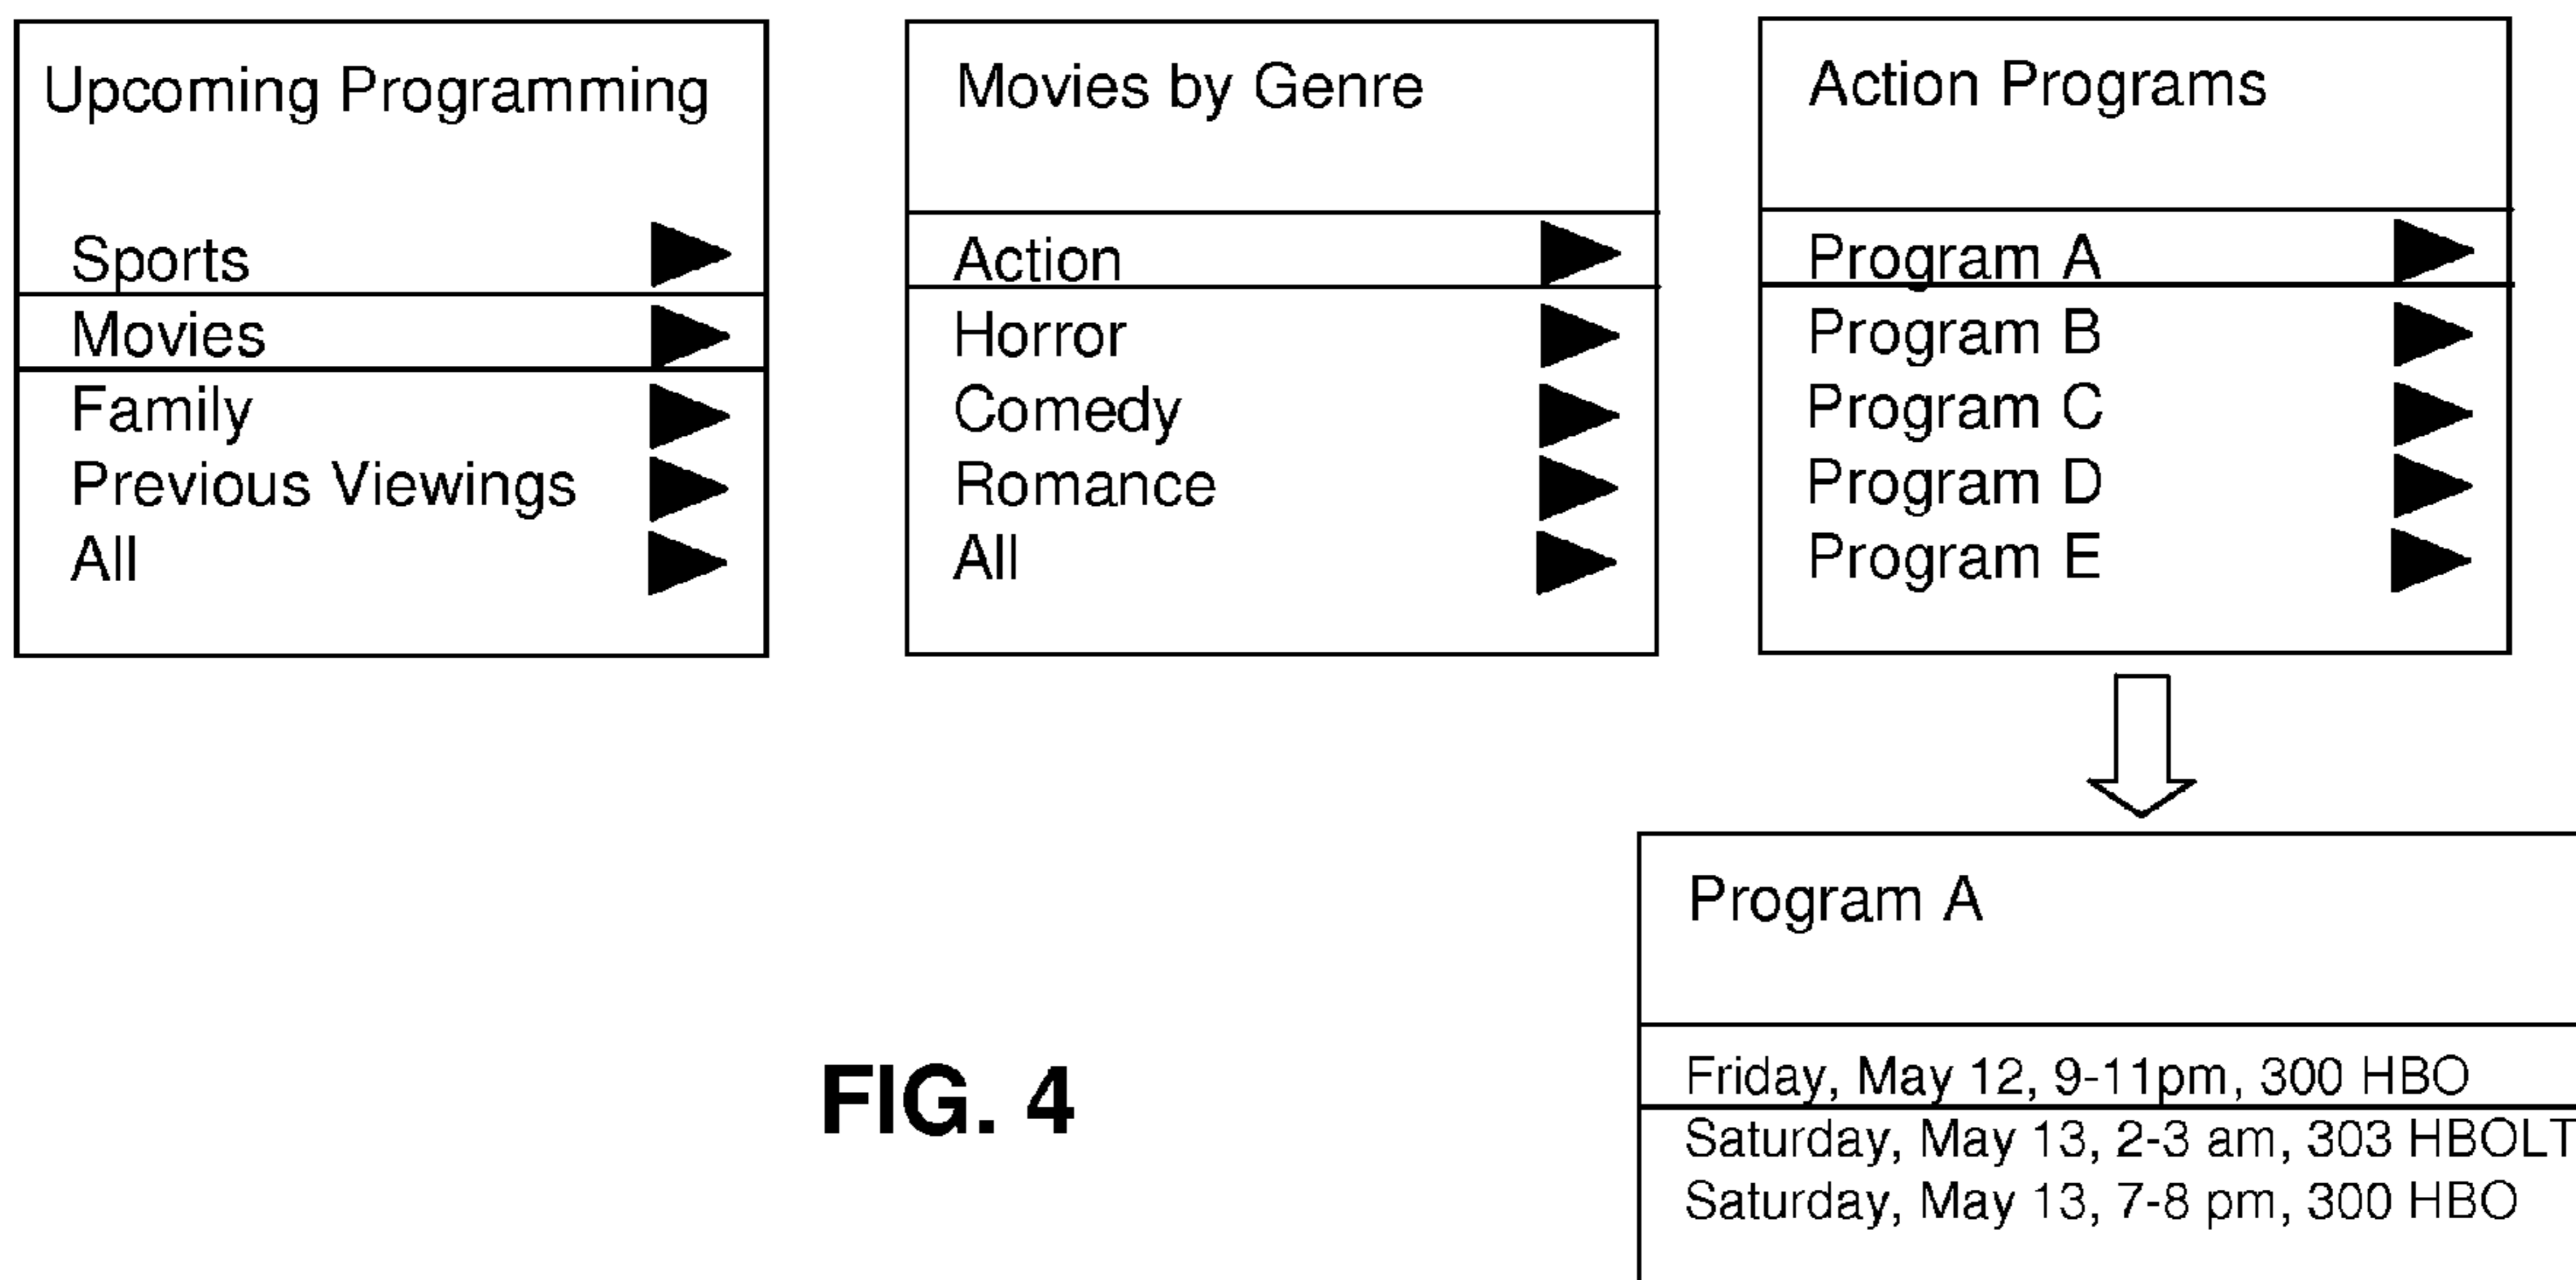 Upcoming Programming
Sports
Movies
Family
Previous Viewings
All
Movies by Genre
Action
Horror
Comedy
Romance
All
Action Programs
Program A
Program B
Program C
Program D
Program E
Program A
Friday, May 12, 9-11pm, 300 HBO
Saturday, May 13, 2-3 am, 303 HBOLT
Saturday, May 13, 7-8 pm, 300 HBO
FIG. 4